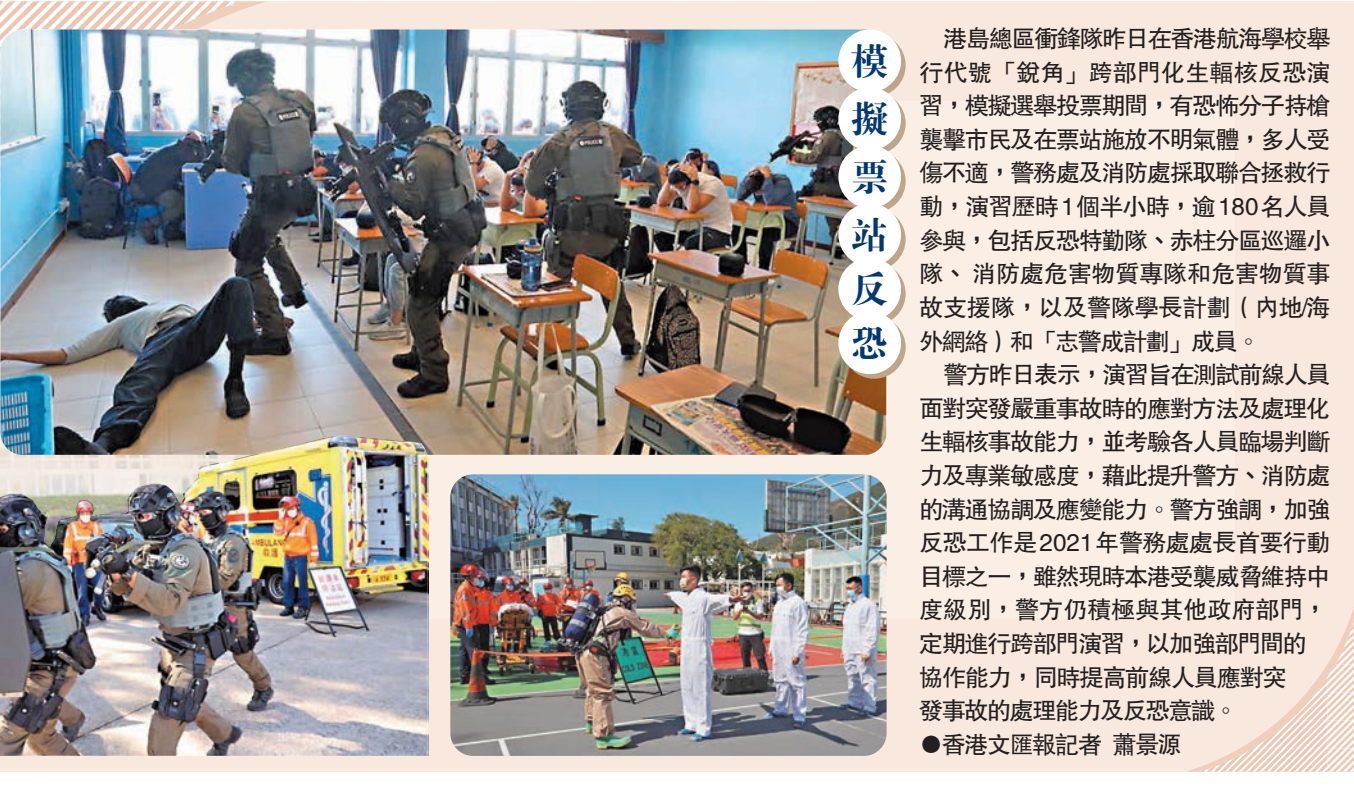 模擬票站反恐
港島總區衝鋒隊昨日在香港航海學校舉
行代號「銳角」跨部門化生輻核反恐演
習，模擬選舉投票期間，有恐怖分子持槍
襲擊市民及在票站施放不明氣體，多人受
傷不適，警務處及消防處採取聯合拯救行
動，演習歷時1個半小時，逾180名人員
參與，包括反恐特勤隊、赤柱分區巡邏小
隊、消防處危害物質專隊和危害物質事
故支援隊，以及警隊學長計劃（內地/海
外網絡）和「志警成計劃」成員。
警方昨日表示，演習旨在測試前線人員
面對突發嚴重事故時的應對方法及處理化
生輻核事故能力，並考驗各人員臨場判斷
力及專業敏感度，藉此提升警方、消防處
的溝通協調及應變能力。警方強調，加強
反恐工作是2021年警務處處長首要行動
目標之一，雖然現時本港受襲威脅維持中
度級別，警方仍積極與其他政府部門，
定期進行跨部門演習，以加強部門間的
協作能力，同時提高前線人員應對突
發事故的處理能力及反恐意識。
●香港文匯報記者 蕭景源
POLICE
POLICE
AMBULANCE
救護
COLD ZONE